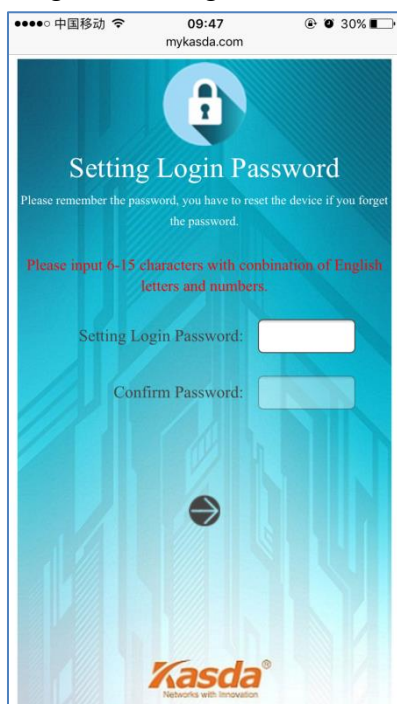 中国移动 09:47 30%
mykasda.com
Setting Login Password
Please remember the password, you have to reset the device if you forget
the password.
Please input 6-15 characters with conbination of English
letters and numbers.
Setting Login Password:
Confirm Password:
Kasda®
Networks with Innovation